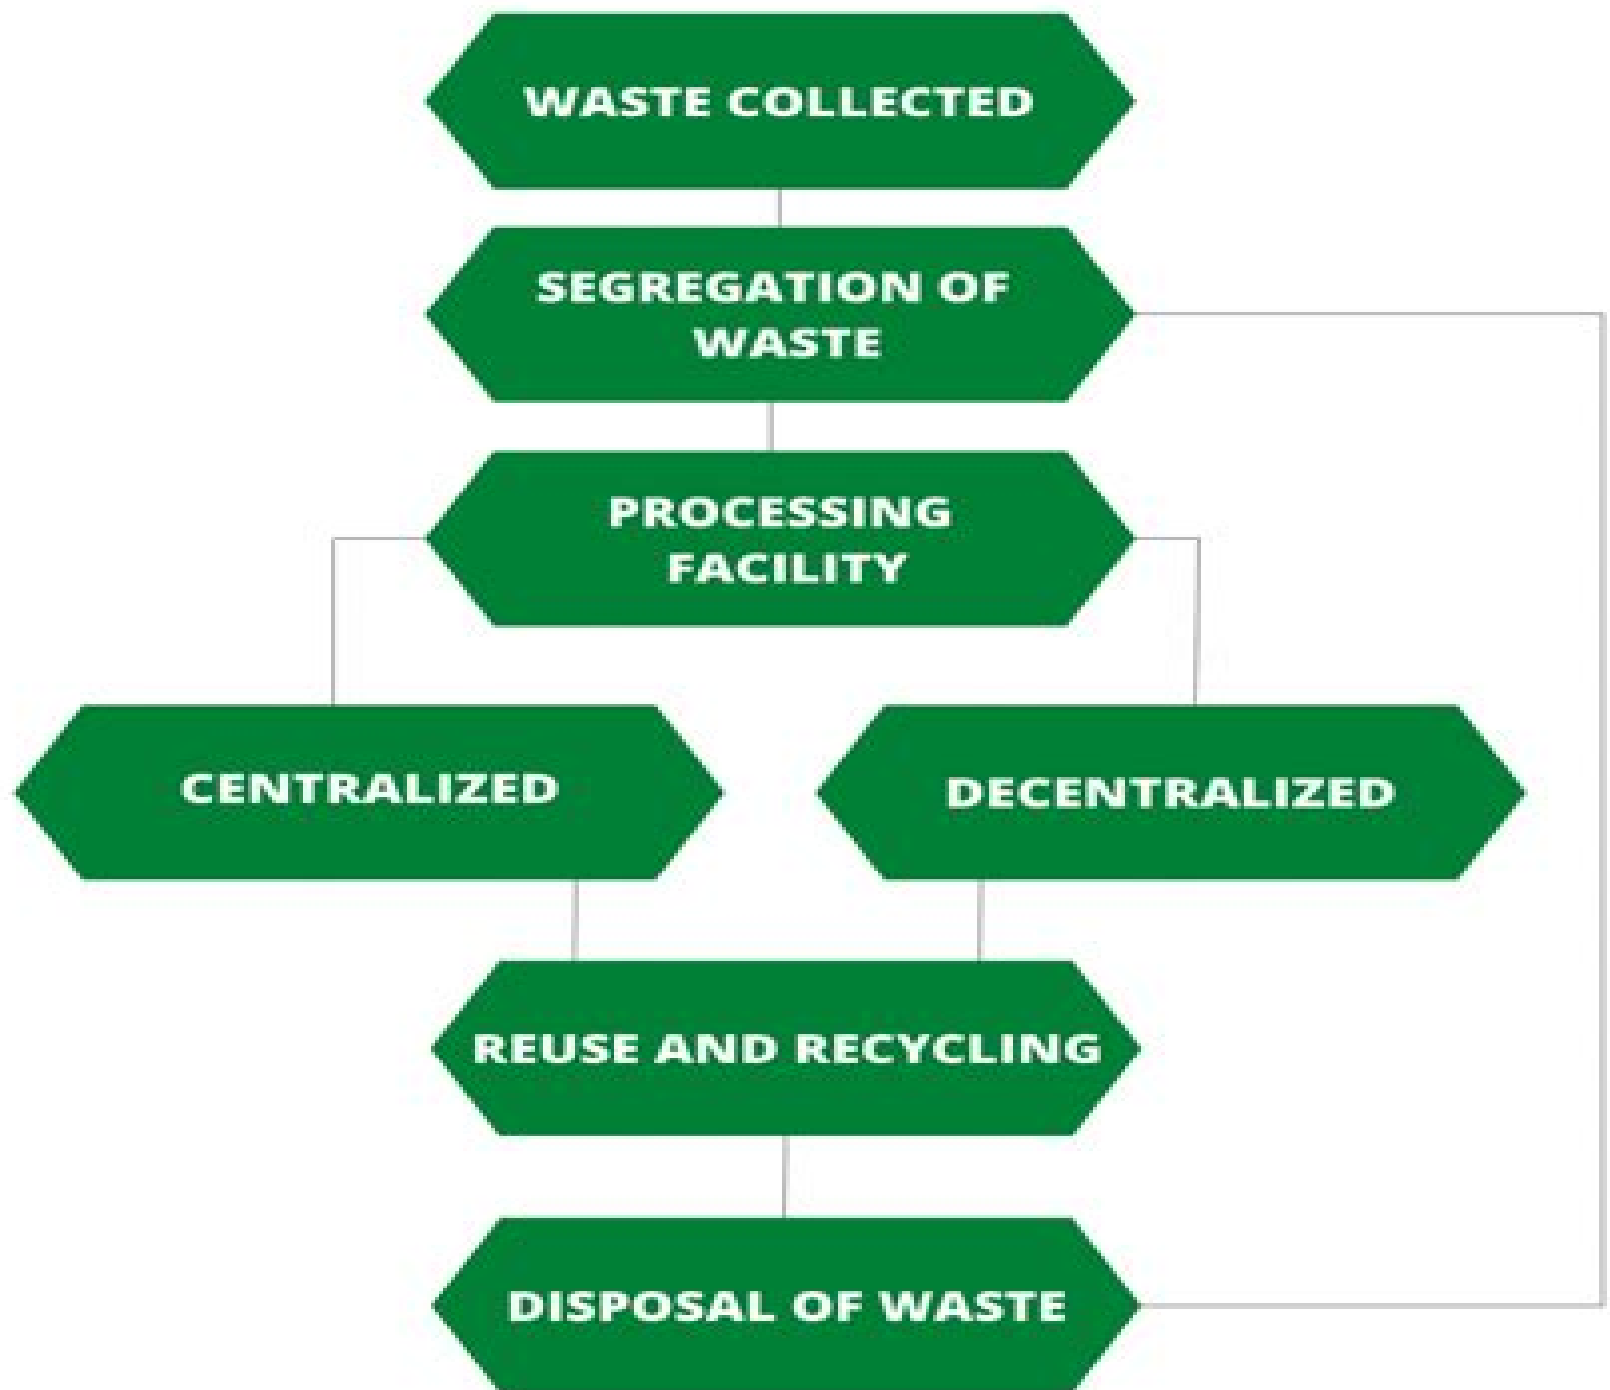 WASTE COLLECTED
SEGREGATION OF
WASTE
PROCESSING
FACILITY
CENTRALIZED
DECENTRALIZED
REUSE AND RECYCLING
DISPOSAL OF WASTE